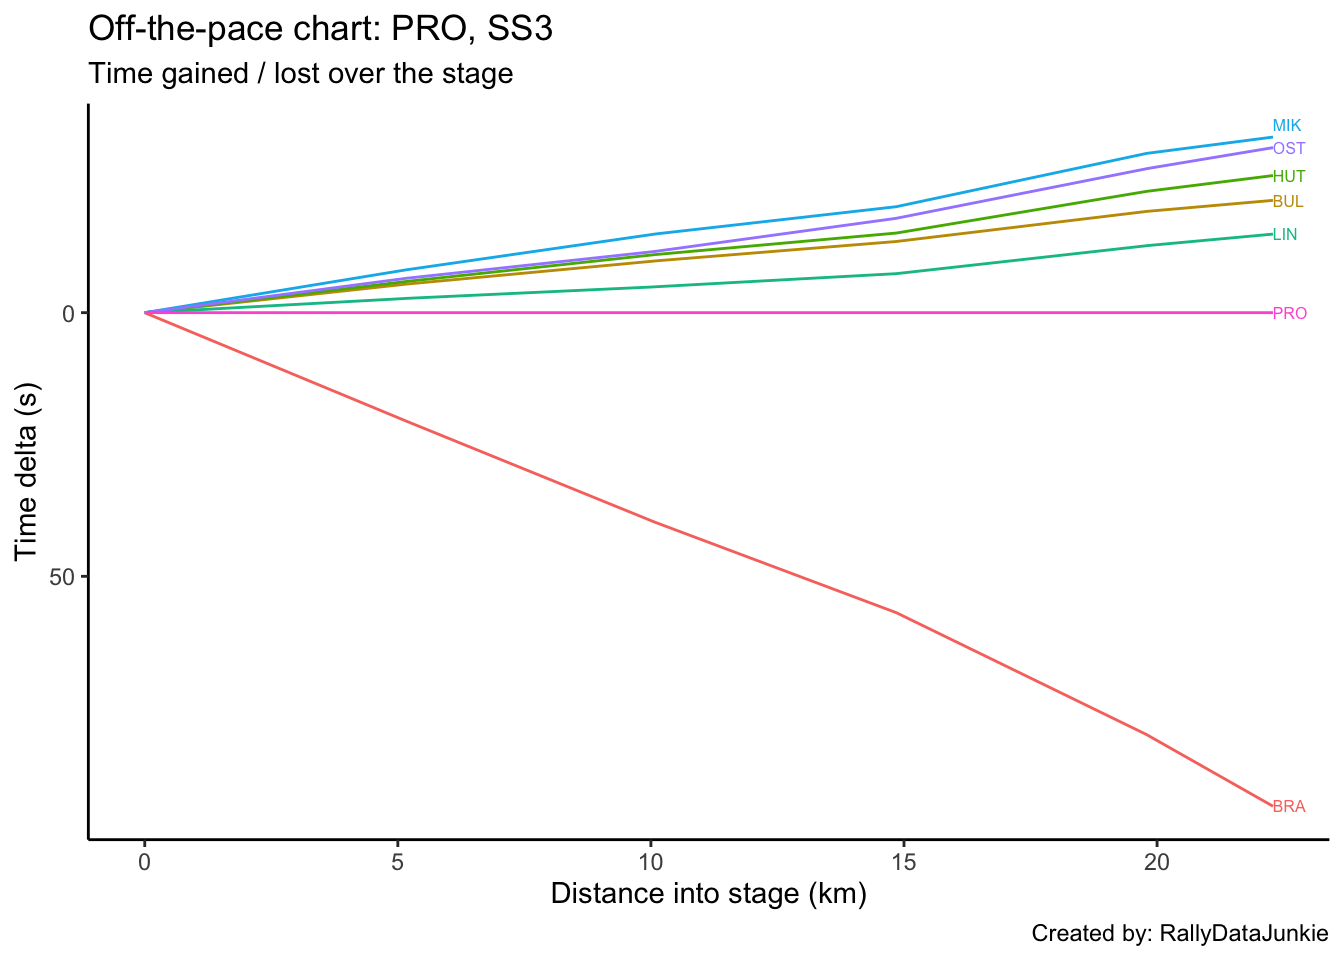 Off-the-pace chart: PRO, SS3
Time gained / lost over the stage
MIK
OST
HUT
BUL
LIN
0
PRO
Time delta (s)
50
BRA
0 5 10 15 20
Distance into stage (km)
Created by: RallyDataJunkie